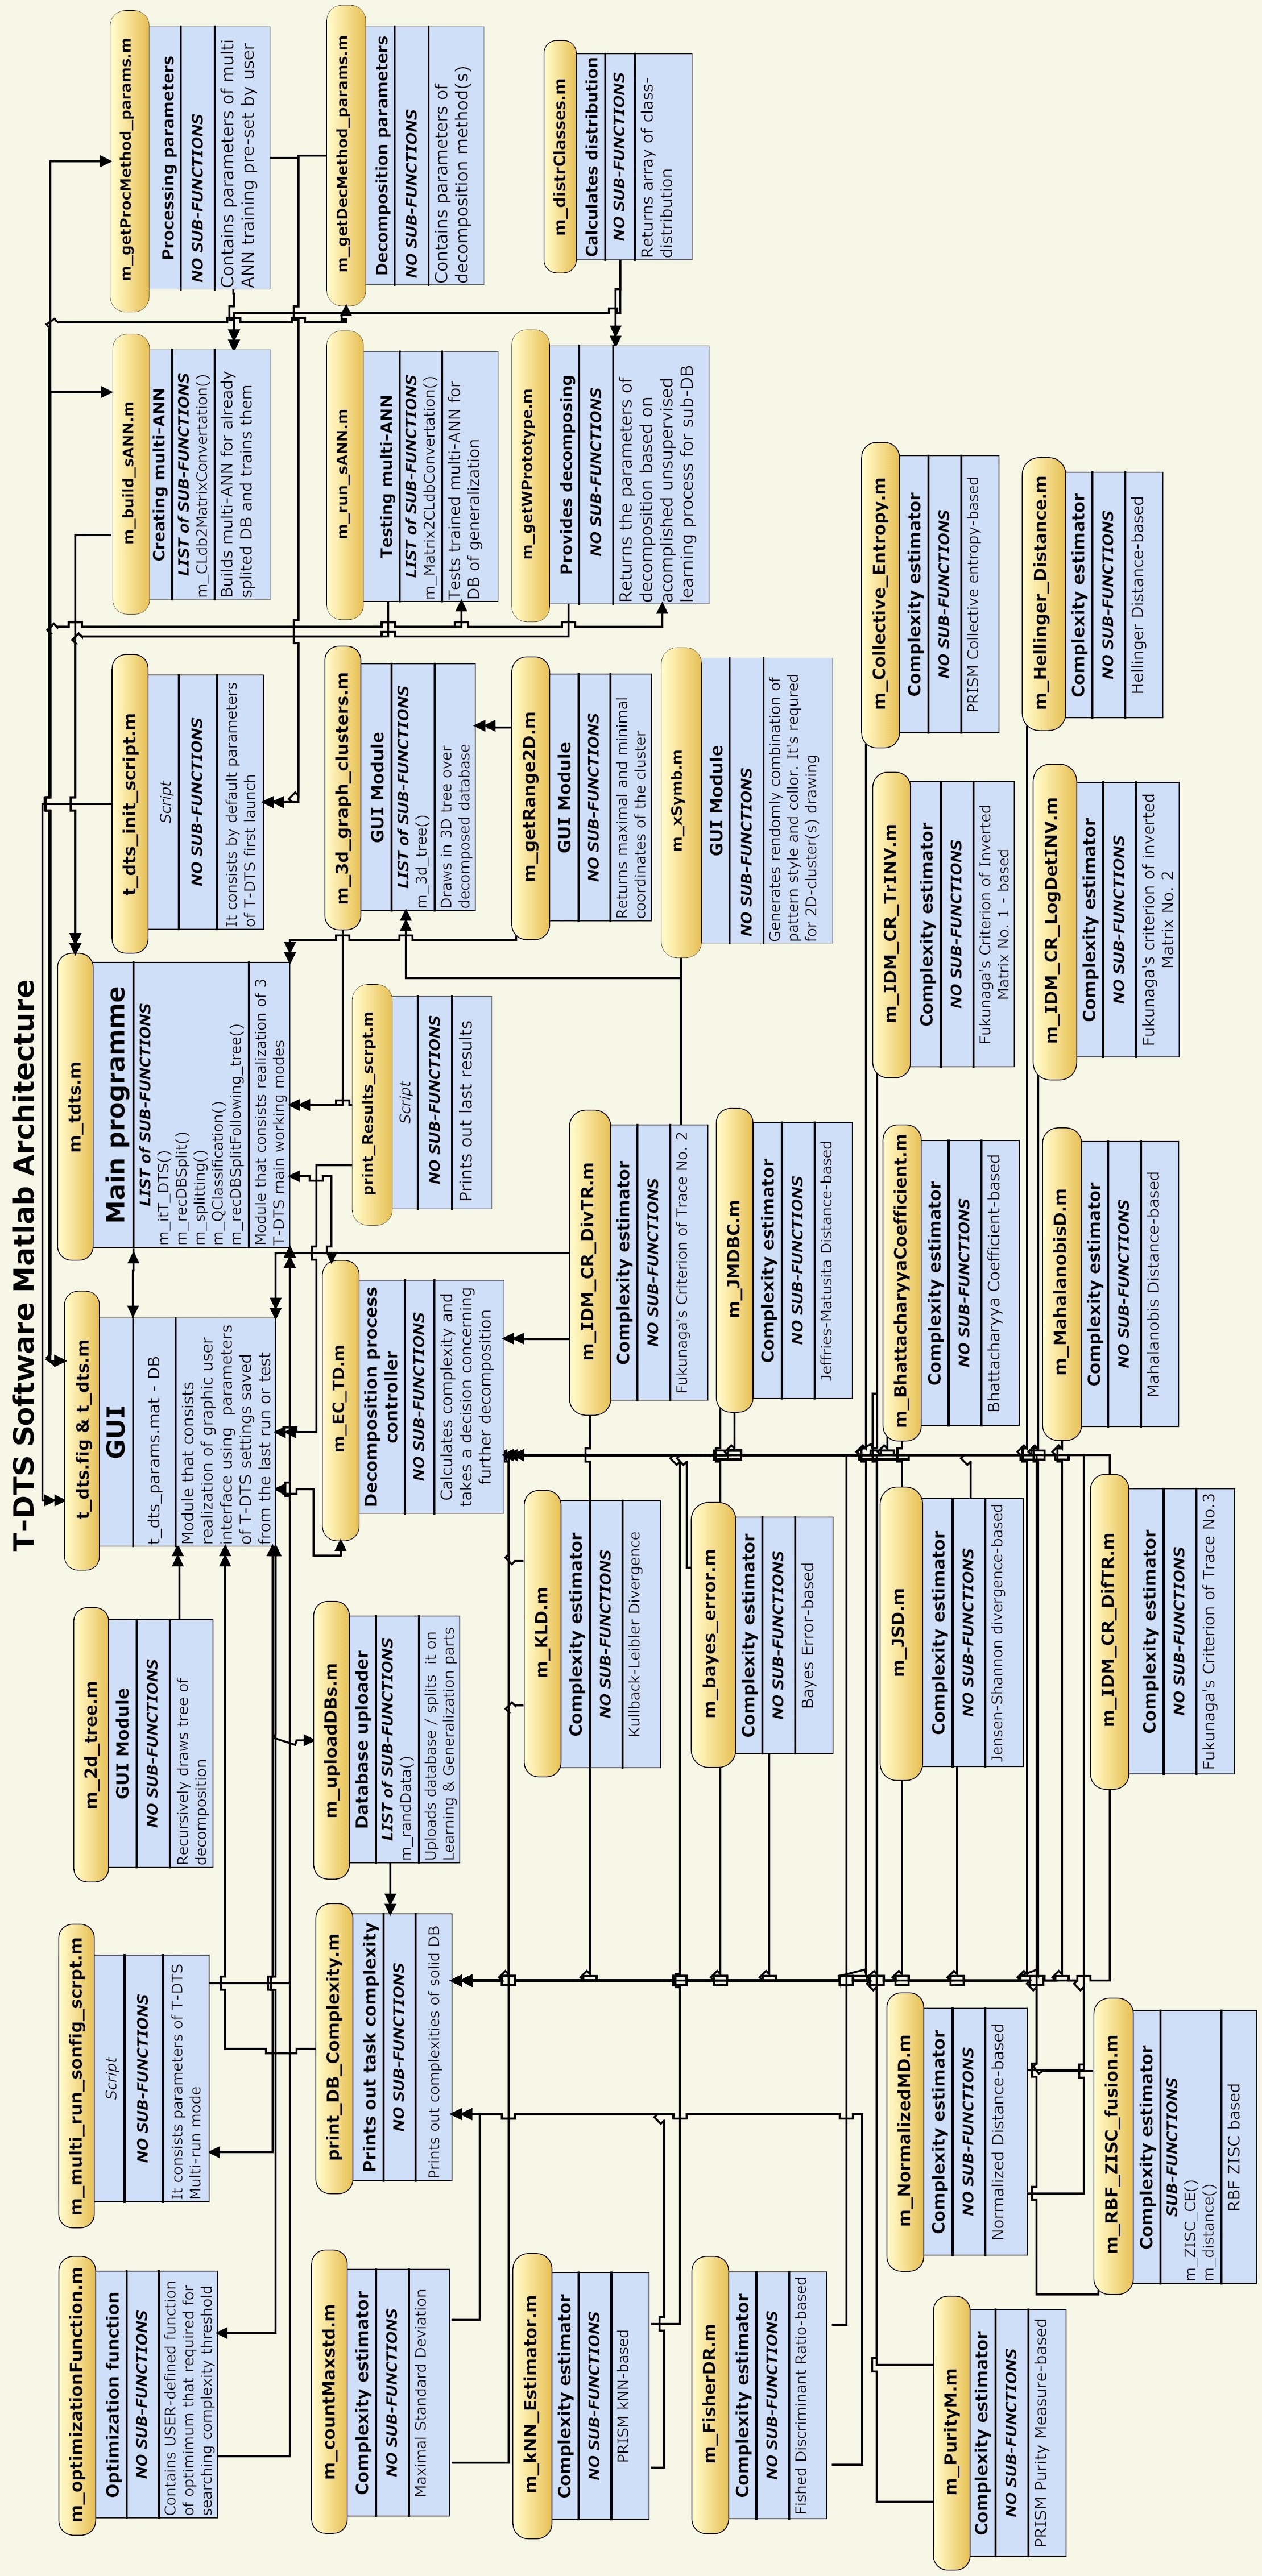 T-DTS Software Matlab Architecture
m_optimizationFunction.m
Optimization function
NO SUB-FUNCTIONS
Contains USER-defined function
of optimimum that required for
searching complexity threshold
m_multi_run_sonfig_scrpt.m
Script
NO SUB-FUNCTIONS
It consists parameters of T-DTS
Multi-run mode
m_2d_tree.m
GUI Module
NO SUB-FUNCTIONS
Recursively draws tree of
decomposition
t_dts.fig & t_dts.m
GUI
t_dts_params.mat - DB
Module that consists
realization of graphic user
interface using parameters
of T-DTS settings saved
from the last run or test
m_tdts.m
Main programme
LIST of SUB-FUNCTIONS
m_itT_DTS()
m_recDBSplit()
m_splitting()
m_QClassification()
m_recDBSplitFollowing_tree()
Module that consists realization of 3
T-DTS main working modes
t_dts_init_script.m
Script
NO SUB-FUNCTIONS
It consists by default parameters
of T-DTS first launch
m_build_sANN.m
Creating multi-ANN
LIST of SUB-FUNCTIONS
m_CLdb2MatrixConvertation()
Builds multi-ANN for already
splited DB and trains them
m_getProcMethod_params.m
Processing parameters
NO SUB-FUNCTIONS
Contains parameters of multi
ANN training pre-set by user
m_countMaxstd.m
Complexity estimator
NO SUB-FUNCTIONS
Maximal Standard Deviation
print_DB_Complexity.m
Prints out task complexity
NO SUB-FUNCTIONS
Prints out complexities of solid DB
m_uploadDBs.m
Database uploader
LIST of SUB-FUNCTIONS
m_randData()
Uploads database / splits it on
Learning & Generalization parts
m_EC_TD.m
Decomposition process
controller
NO SUB-FUNCTIONS
Calculates complexity and
takes a decision concerning
further decomposition
print_Results_scrpt.m
Script
NO SUB-FUNCTIONS
Prints out last results
m_3d_graph_clusters.m
GUI Module
LIST of SUB-FUNCTIONS
m_3d_tree()
Draws in 3D tree over
decomposed database
m_run_sANN.m
Testing multi-ANN
LIST of SUB-FUNCTIONS
m_Matrix2CLdbConvertation()
Tests trained multi-ANN for
DB of generalization
m_getDecMethod_params.m
Decomposition parameters
NO SUB-FUNCTIONS
Contains parameters of
decomposition method(s)
m_kNN_Estimator.m
Complexity estimator
NO SUB-FUNCTIONS
PRISM kNN-based
m_KLD.m
Complexity estimator
NO SUB-FUNCTIONS
Kullback-Leibler Divergence
m_IDM_CR_DivTR.m
Complexity estimator
NO SUB-FUNCTIONS
Fukunaga's Criterion of Trace No. 2
m_getRange2D.m
GUI Module
NO SUB-FUNCTIONS
Returns maximal and minimal
coordinates of the cluster
m_getWPrototype.m
Provides decomposing
NO SUB-FUNCTIONS
Returns the parameters of
decomposition based on
acomplished unsupervised
learning process for sub-DB
m_distrClasses.m
Calculates distribution
NO SUB-FUNCTIONS
Returns array of class-
distribution
m_FisherDR.m
Complexity estimator
NO SUB-FUNCTIONS
Fished Discriminant Ratio-based
m_bayes_error.m
Complexity estimator
NO SUB-FUNCTIONS
Bayes Error-based
m_JMDBC.m
Complexity estimator
NO SUB-FUNCTIONS
Jeffries-Matusita Distance-based
m_xSymb.m
GUI Module
NO SUB-FUNCTIONS
Generates randomly combination of
pattern style and collor. It's requred
for 2D-cluster(s) drawing
m_PurityM.m
Complexity estimator
NO SUB-FUNCTIONS
PRISM Purity Measure-based
m_NormalizedMD.m
Complexity estimator
NO SUB-FUNCTIONS
Normalized Distance-based
m_JSD.m
Complexity estimator
NO SUB-FUNCTIONS
Jensen-Shannon divergence-based
m_BhattacharyyaCoefficient.m
Complexity estimator
NO SUB-FUNCTIONS
Bhattacharyya Coefficient-based
m_IDM_CR_TrINV.m
Complexity estimator
NO SUB-FUNCTIONS
Fukunaga's Criterion of Inverted
Matrix No. 1 - based
m_Collective_Entropy.m
Complexity estimator
NO SUB-FUNCTIONS
PRISM Collective entropy-based
m_RBF_ZISC_fusion.m
Complexity estimator
SUB-FUNCTIONS
m_ZISC_CE()
m_distance()
RBF ZISC based
m_IDM_CR_DifTR.m
Complexity estimator
NO SUB-FUNCTIONS
Fukunaga's Criterion of Trace No.3
m_MahalanobisD.m
Complexity estimator
NO SUB-FUNCTIONS
Mahalanobis Distance-based
m_IDM_CR_LogDetINV.m
Complexity estimator
NO SUB-FUNCTIONS
Fukunaga's criterion of inverted
Matrix No. 2
m_Hellinger_Distance.m
Complexity estimator
NO SUB-FUNCTIONS
Hellinger Distance-based